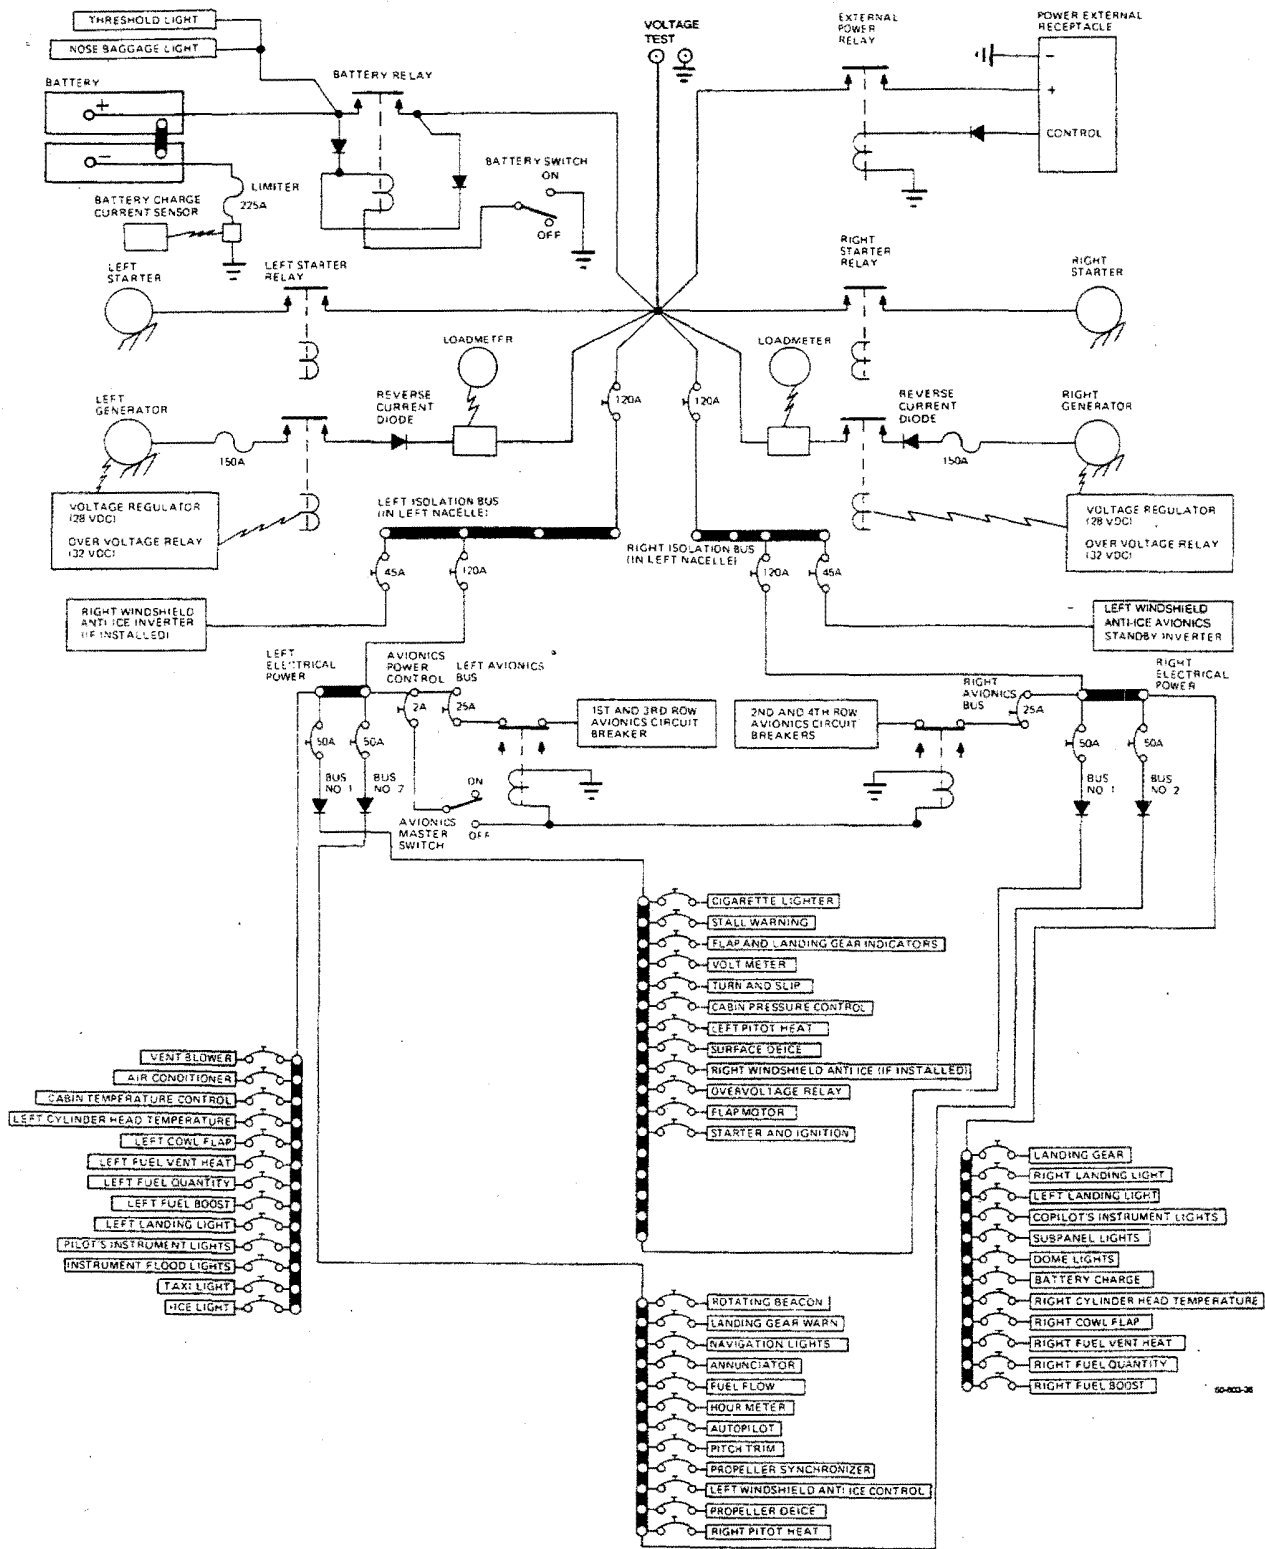 THRESHOLD LIGHT
NOSE BAGGAGE LIGHT
BATTERY
+
−
BATTERY RELAY
VOLTAGE
TEST
EXTERNAL
POWER
RELAY
POWER EXTERNAL
RECEPTACLE
−
+
CONTROL
BATTERY SWITCH
ON
OFF
LIMITER
225A
BATTERY CHARGE
CURRENT SENSOR
LEFT
STARTER
LEFT STARTER
RELAY
RIGHT
STARTER
RELAY
RIGHT
STARTER
LOADMETER
LOADMETER
LEFT
GENERATOR
150A
REVERSE
CURRENT
DIODE
120A
120A
REVERSE
CURRENT
DIODE
150A
RIGHT
GENERATOR
VOLTAGE REGULATOR
(28 VDC)
OVER VOLTAGE RELAY
(32 VDC)
LEFT ISOLATION BUS
(IN LEFT NACELLE)
VOLTAGE REGULATOR
(28 VDC)
OVER VOLTAGE RELAY
(32 VDC)
RIGHT ISOLATION BUS
(IN LEFT NACELLE)
45A
120A
120A
45A
RIGHT WINDSHIELD
ANTI ICE INVERTER
(IF INSTALLED)
LEFT WINDSHIELD
ANTI-ICE AVIONICS
STANDBY INVERTER
LEFT
ELECTRICAL
POWER
AVIONICS
POWER
CONTROL
2A
LEFT AVIONICS
BUS
25A
1ST AND 3RD ROW
AVIONICS CIRCUIT
BREAKER
2ND AND 4TH ROW
AVIONICS CIRCUIT
BREAKERS
RIGHT
AVIONICS
BUS
25A
RIGHT
ELECTRICAL
POWER
50A
50A
50A
50A
BUS
NO 1
BUS
NO 2
ON
OFF
AVIONICS
MASTER
SWITCH
BUS
NO 1
BUS
NO 2
CIGARETTE LIGHTER
STALL WARNING
FLAP AND LANDING GEAR INDICATORS
VOLT METER
TURN AND SLIP
CABIN PRESSURE CONTROL
LEFT PITOT HEAT
SURFACE DEICE
RIGHT WINDSHIELD ANTI ICE (IF INSTALLED)
OVERVOLTAGE RELAY
FLAP MOTOR
STARTER AND IGNITION
VENT BLOWER
AIR CONDITIONER
CABIN TEMPERATURE CONTROL
LEFT CYLINDER HEAD TEMPERATURE
LEFT COWL FLAP
LEFT FUEL VENT HEAT
LEFT FUEL QUANTITY
LEFT FUEL BOOST
LEFT LANDING LIGHT
PILOT'S INSTRUMENT LIGHTS
INSTRUMENT FLOOD LIGHTS
TAXI LIGHT
ICE LIGHT
LANDING GEAR
RIGHT LANDING LIGHT
LEFT LANDING LIGHT
COPILOT'S INSTRUMENT LIGHTS
SUBPANEL LIGHTS
DOME LIGHTS
BATTERY CHARGE
RIGHT CYLINDER HEAD TEMPERATURE
RIGHT COWL FLAP
RIGHT FUEL VENT HEAT
RIGHT FUEL QUANTITY
RIGHT FUEL BOOST
ROTATING BEACON
LANDING GEAR WARN
NAVIGATION LIGHTS
ANNUNCIATOR
FUEL FLOW
HOUR METER
AUTOPILOT
PITCH TRIM
PROPELLER SYNCHRONIZER
LEFT WINDSHIELD ANTI ICE CONTROL
PROPELLER DEICE
RIGHT PITOT HEAT